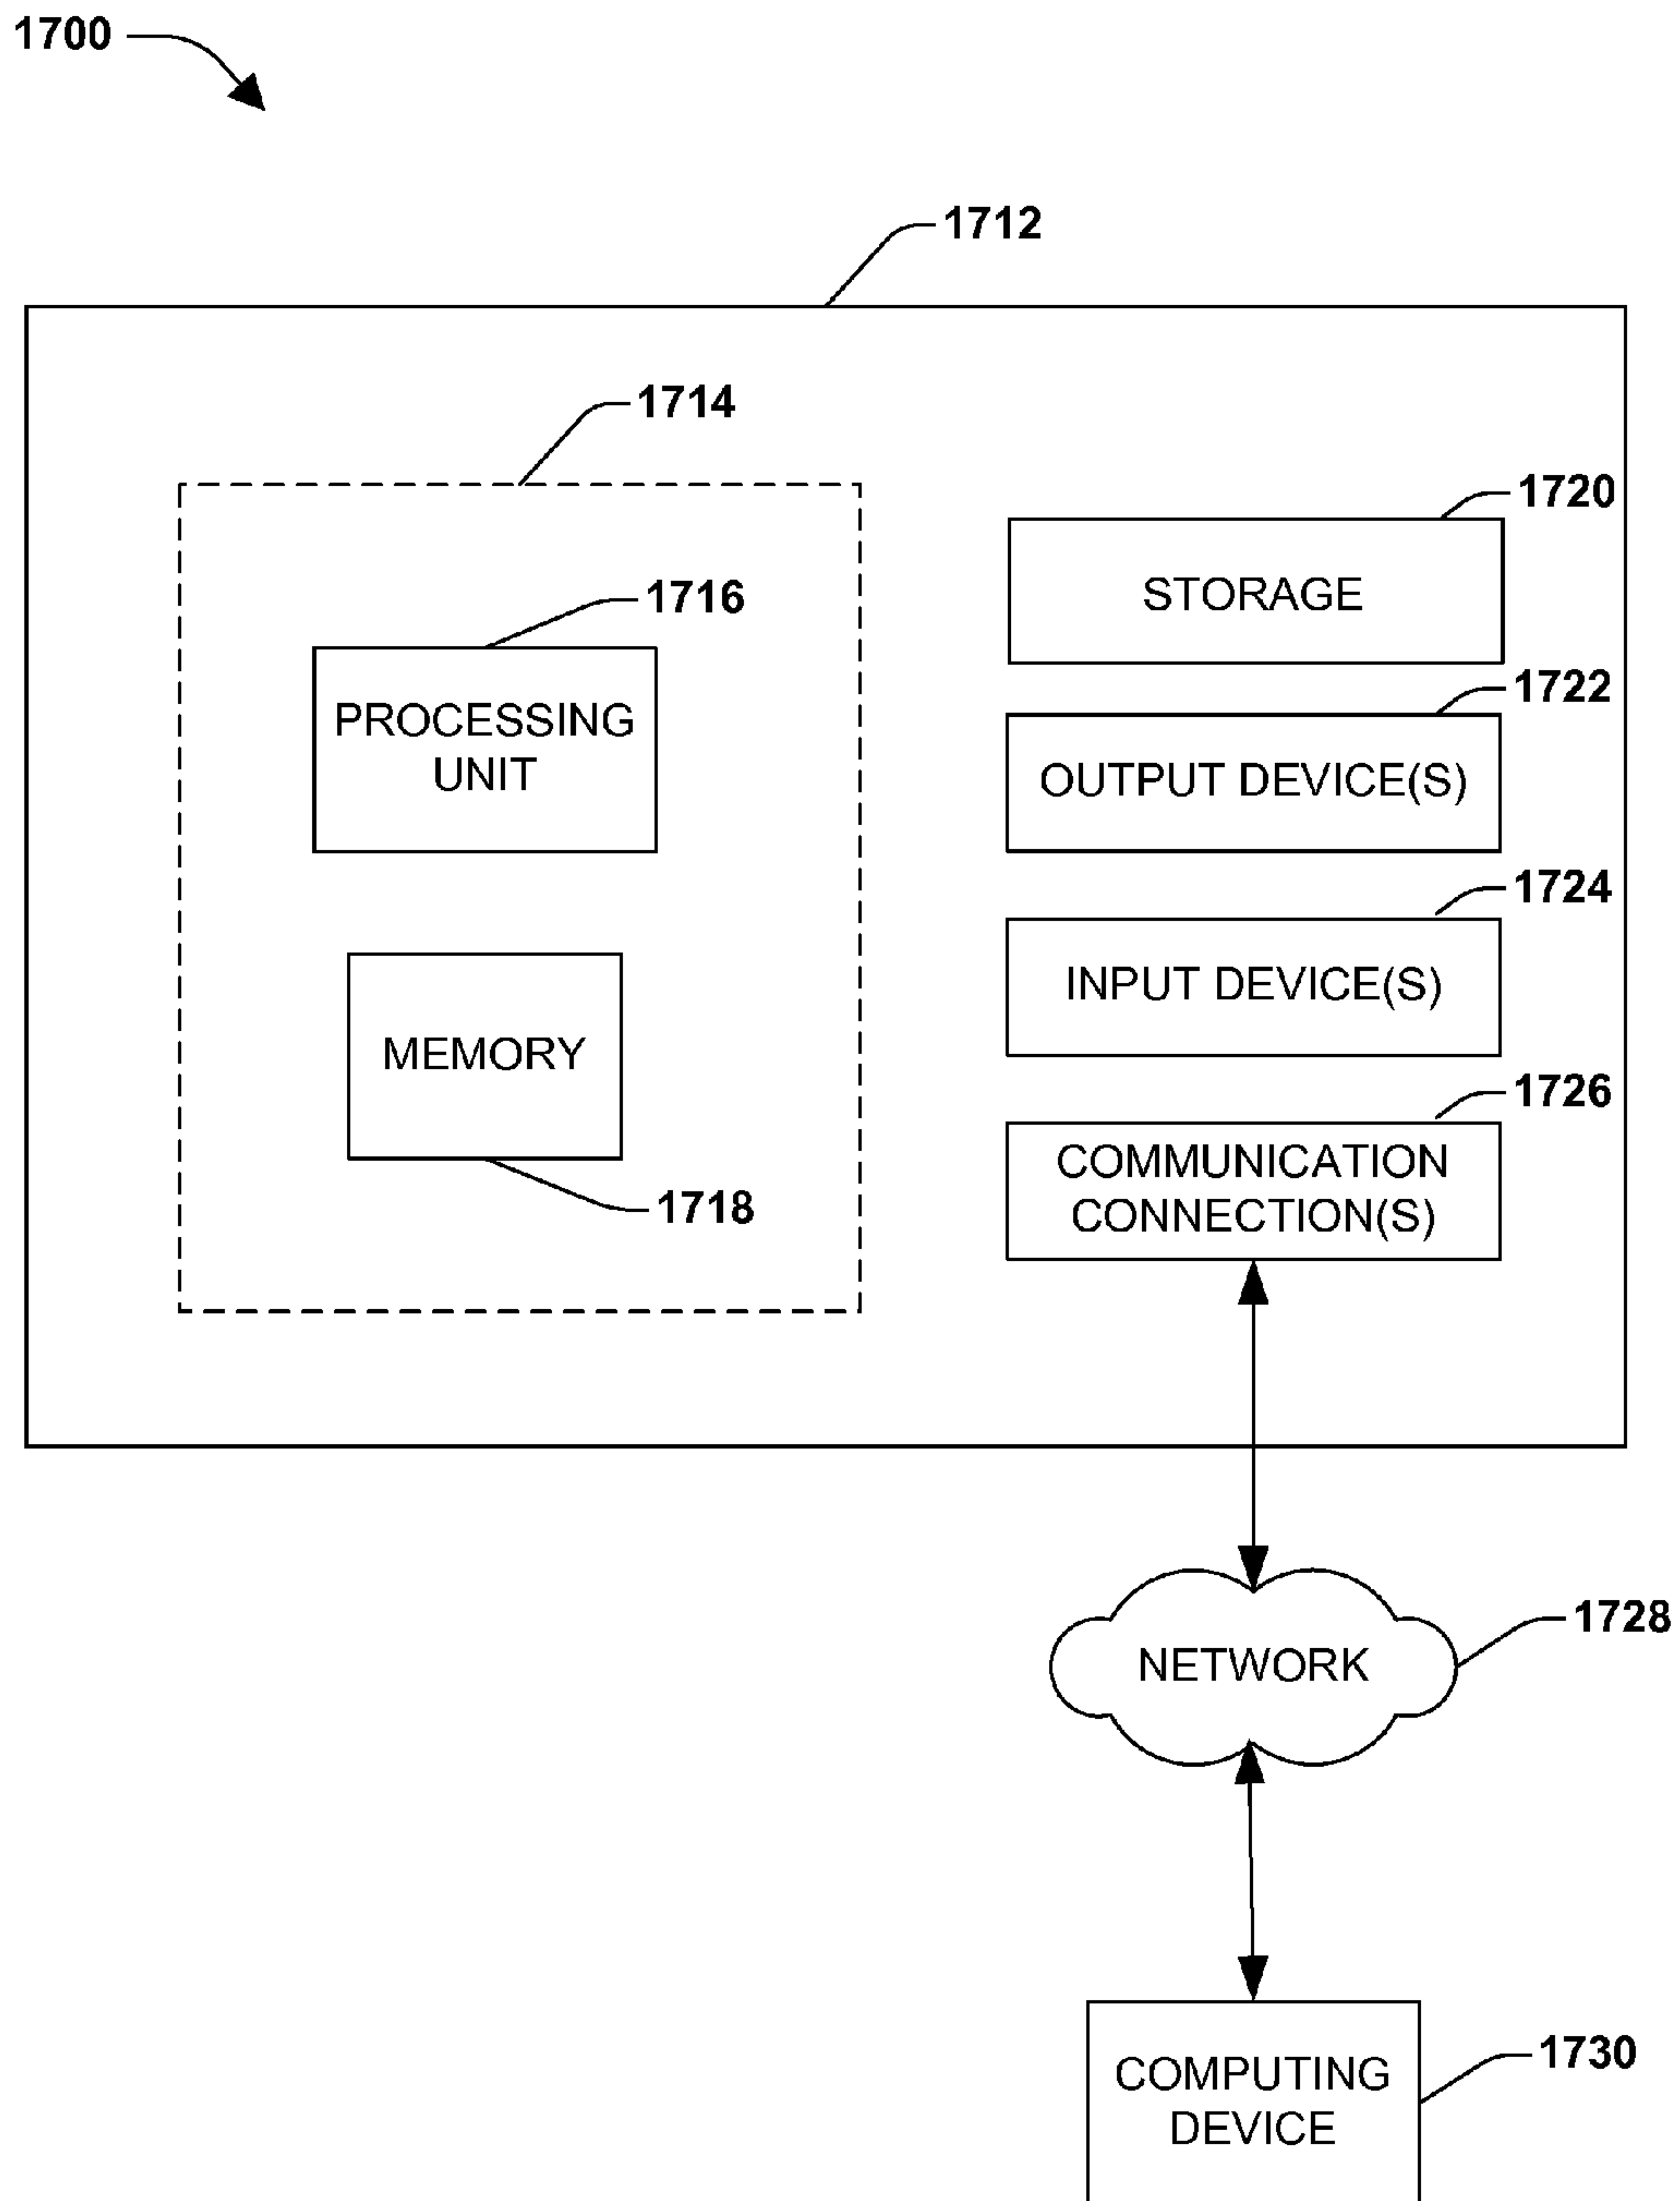 1700
1712
1714
1720
STORAGE
1716
PROCESSING
UNIT
1722
OUTPUT DEVICE(S)
1724
INPUT DEVICE(S)
MEMORY
1718
1726
COMMUNICATION
CONNECTION(S)
1728
NETWORK
1730
COMPUTING
DEVICE